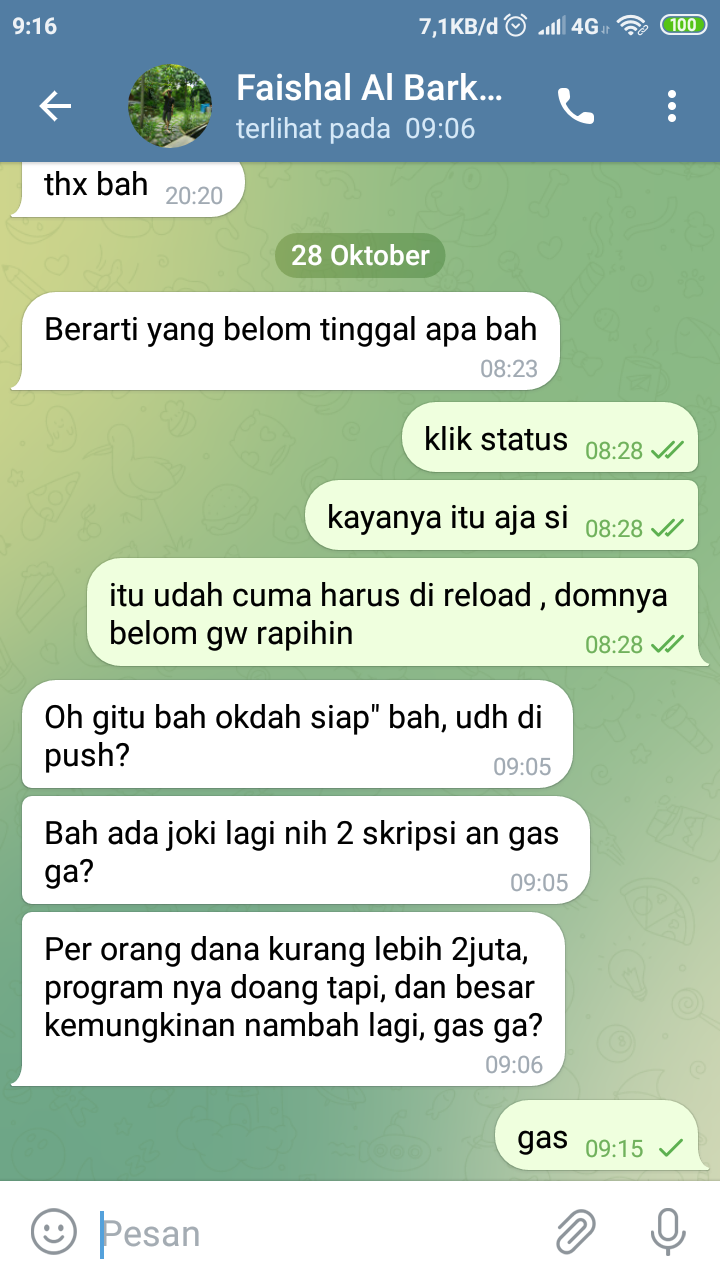 9:16
7,1KB/d
4G
100
Faishal Al Bark...
terlihat pada 09:06
thx bah
20:20
28 Oktober
Berarti yang belom tinggal apa bah
08:23
klik status
08:28
kayanya itu aja si
08:28
itu udah cuma harus di reload , domnya
belom gw rapihin
08:28
Oh gitu bah okdah siap" bah, udh di
push?
09:05
Bah ada joki lagi nih 2 skripsi an gas
ga?
09:05
Per orang dana kurang lebih 2juta,
program nya doang tapi, dan besar
kemungkinan nambah lagi, gas ga?
09:06
gas
09:15
Pesan